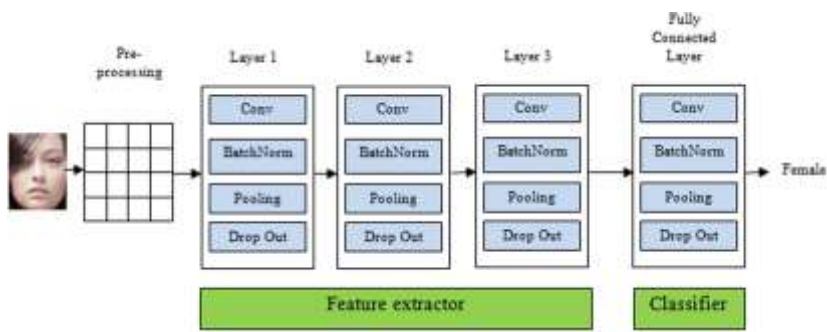 Pre-
processing
Layer 1
Layer 2
Layer 3
Fully
Connected
Layer
Conv
BatchNorm
Pooling
Drop Out
Conv
BatchNorm
Pooling
Drop Out
Conv
BatchNorm
Pooling
Drop Out
Conv
BatchNorm
Pooling
Drop Out
Female
Feature extractor
Classifier